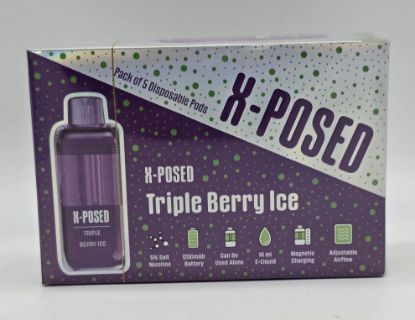 Pack of 5 Disposable Pods
X-POSED
X-POSED
Triple Berry Ice
X-POSED
TRIPLE
BERRY ICE
5% Salt
Nicotine
1200mAh
Battery
Can Be
Used Alone
16 ml
E-Liquid
Magnetic
Charging
Adjustable
Airflow